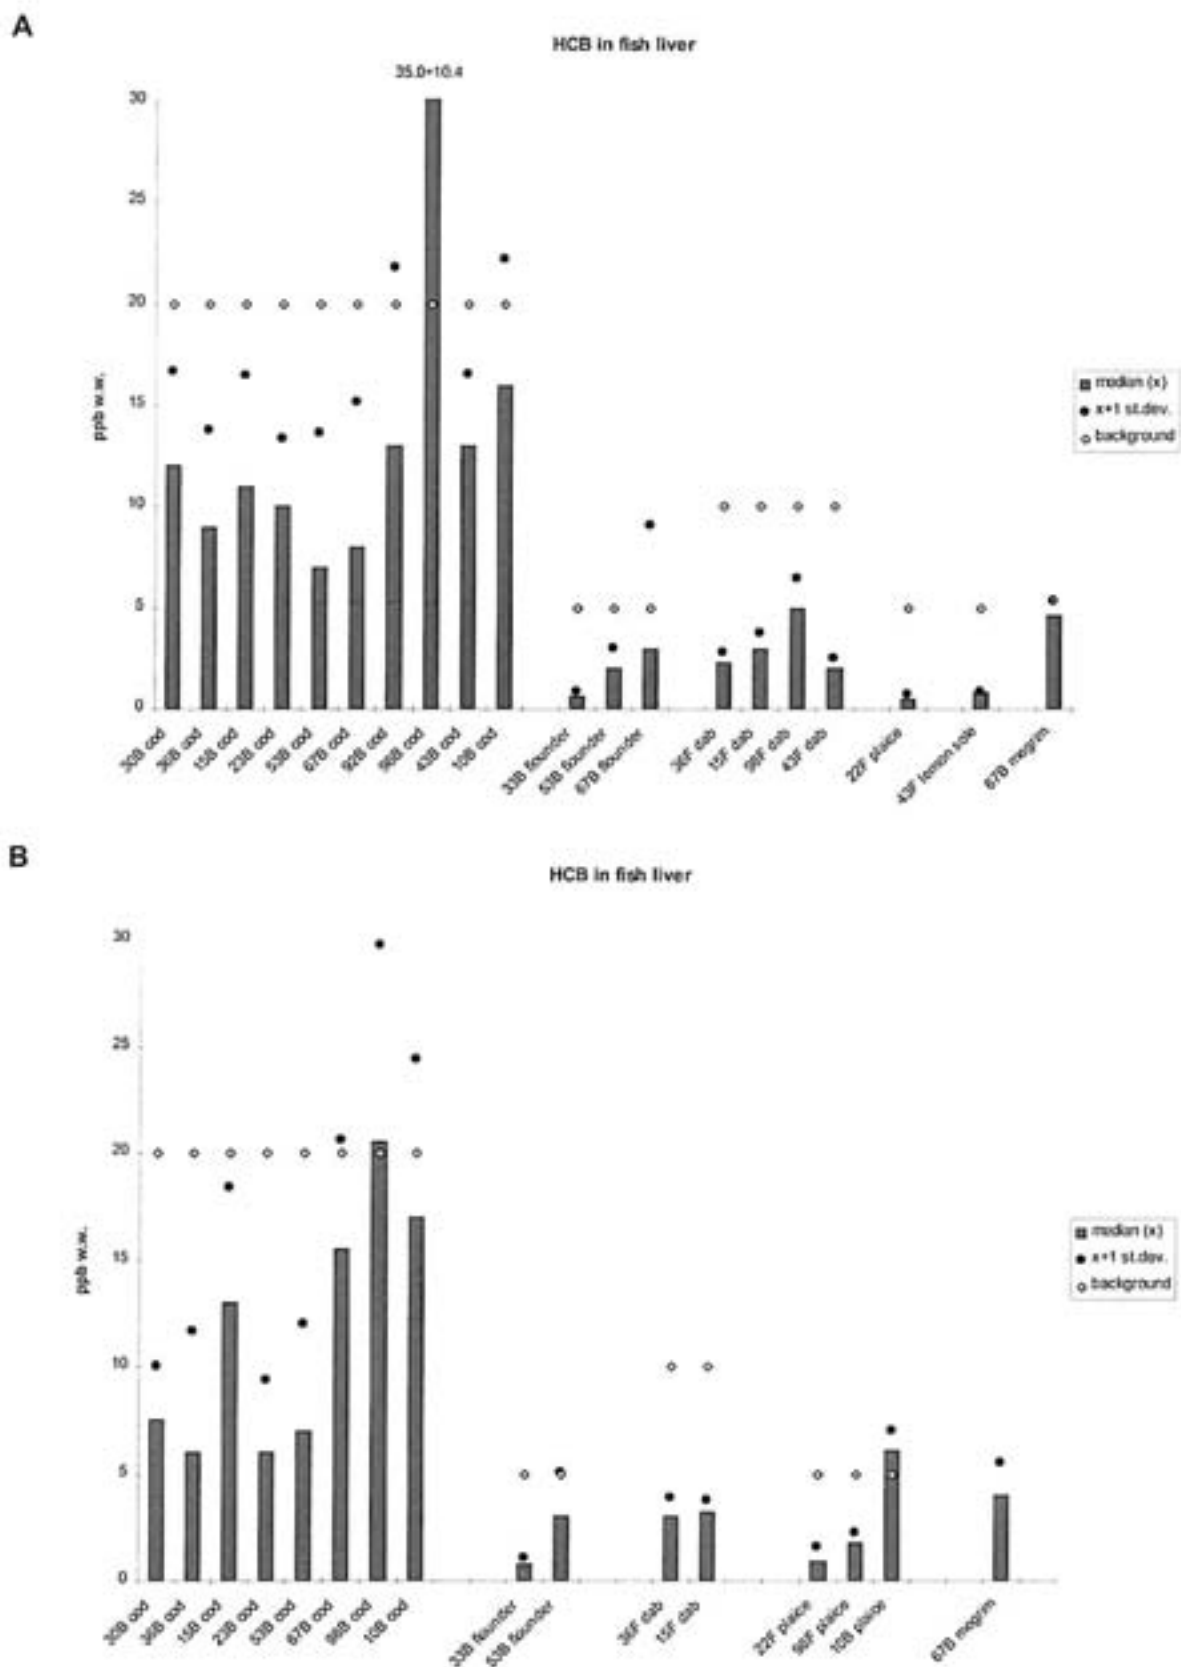 A
HCB in fish liver
35.0+10.4
30
25
20
15
10
5
0
ppb w.w.
median (x)
x+1 st.dev.
background
30B cod
36B cod
15B cod
23B cod
53B cod
67B cod
92B cod
98B cod
43B cod
10B cod
33B flounder
53B flounder
67B flounder
36F dab
15F dab
98F dab
43F dab
22F plaice
43F lemon sole
67B megrim.
B
HCB in fish liver
30
25
20
15
10
5
0
ppb w.w.
median (x)
x+1 st.dev.
background
30B cod
36B cod
15B cod
23B cod
53B cod
67B cod
98B cod
10B cod
33B flounder
53B flounder
36F dab
15F dab
22F plaice
98F plaice
10B plaice
67B megrim